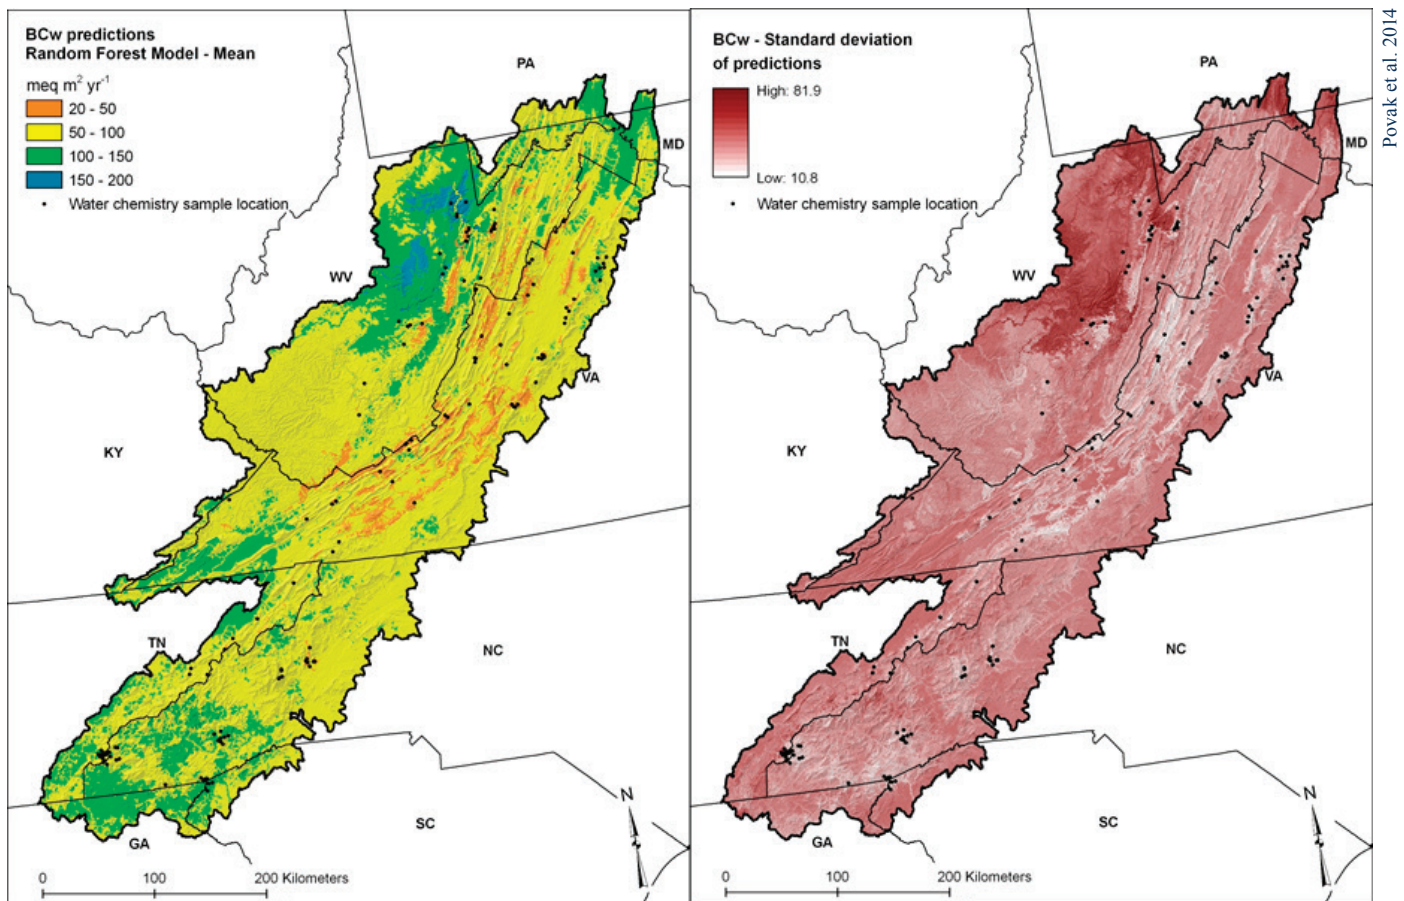 BCw predictions
Random Forest Model - Mean
meq m² yr⁻¹
20 - 50
50 - 100
100 - 150
150 - 200
Water chemistry sample location
PA
MD
WV
VA
KY
TN
NC
SC
GA
N
0 100 200 Kilometers
BCw - Standard deviation
of predictions
High: 81.9
Low: 10.8
Water chemistry sample location
PA
MD
WV
VA
KY
TN
NC
SC
GA
N
0 100 200 Kilometers
Povak et al. 2014